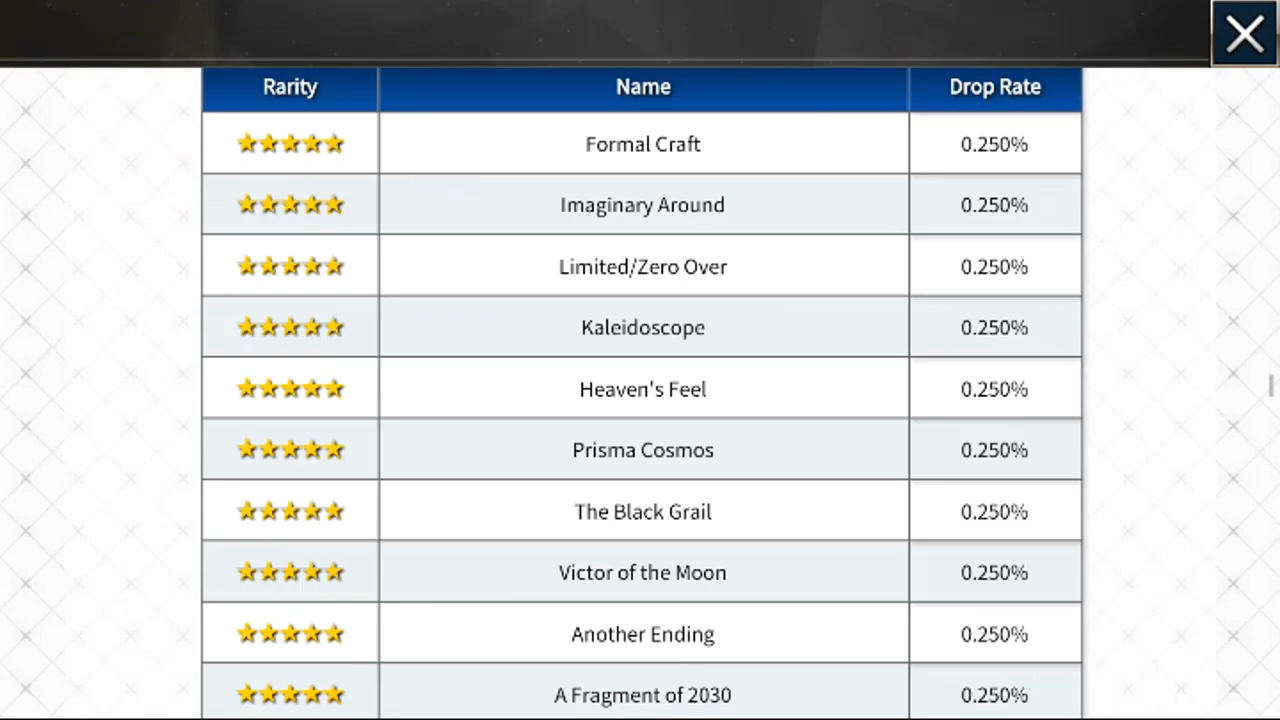 Rarity Name Drop Rate
★★★★★ Formal Craft 0.250%
★★★★★ Imaginary Around 0.250%
★★★★★ Limited/Zero Over 0.250%
★★★★★ Kaleidoscope 0.250%
★★★★★ Heaven's Feel 0.250%
★★★★★ Prisma Cosmos 0.250%
★★★★★ The Black Grail 0.250%
★★★★★ Victor of the Moon 0.250%
★★★★★ Another Ending 0.250%
★★★★★ A Fragment of 2030 0.250%